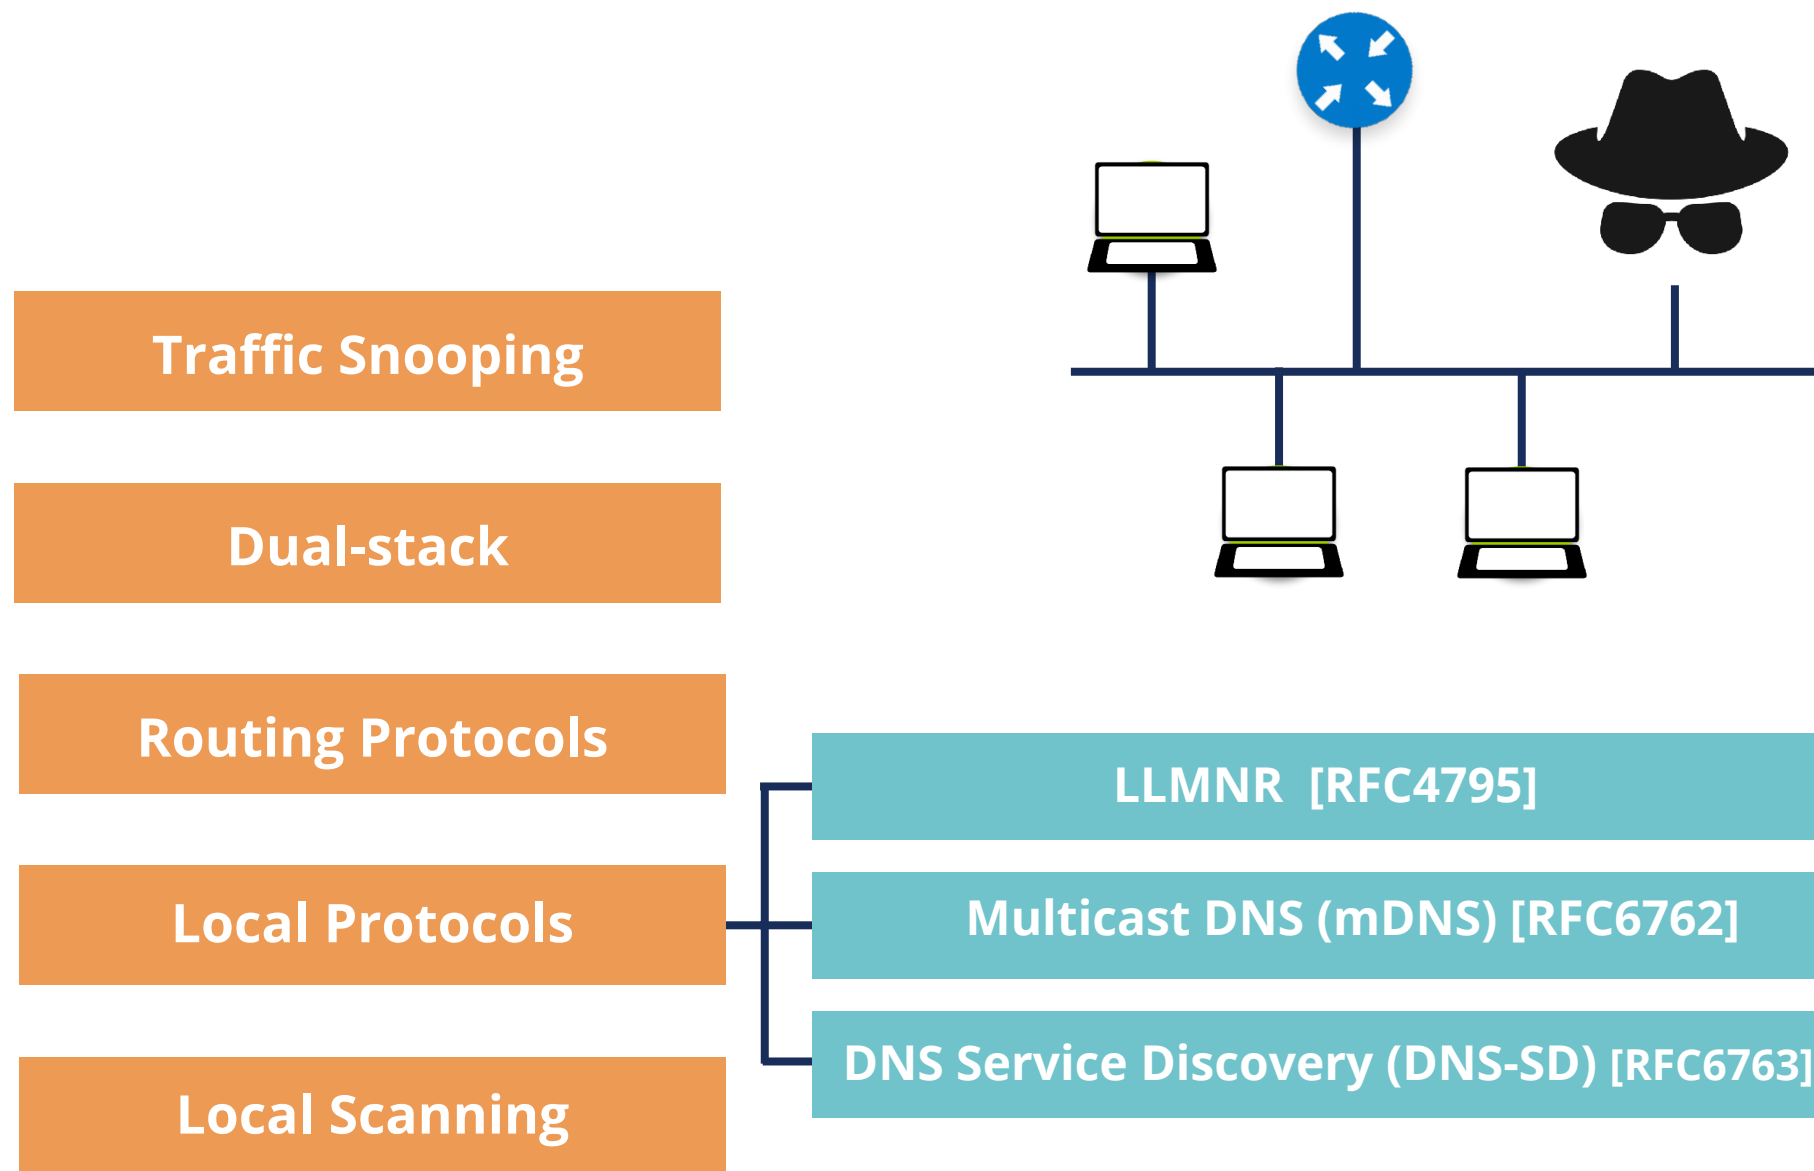 Traffic Snooping
Dual-stack
Routing Protocols
Local Protocols
Local Scanning
LLMNR [RFC4795]
Multicast DNS (mDNS) [RFC6762]
DNS Service Discovery (DNS-SD) [RFC6763]